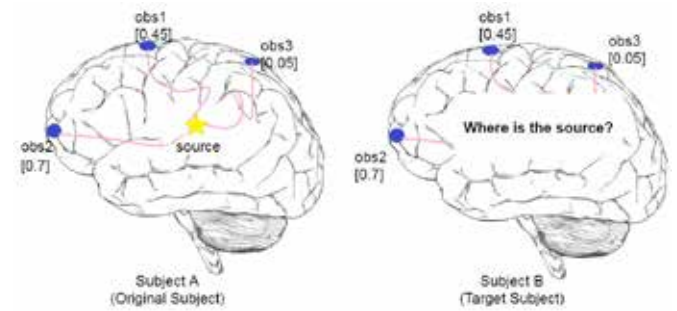 obs1
[0.45]
obs3
[0.05]
obs2
[0.7]
source
Subject A
(Original Subject)
obs1
[0.45]
obs3
[0.05]
obs2
[0.7]
Where is the source?
Subject B
(Target Subject)